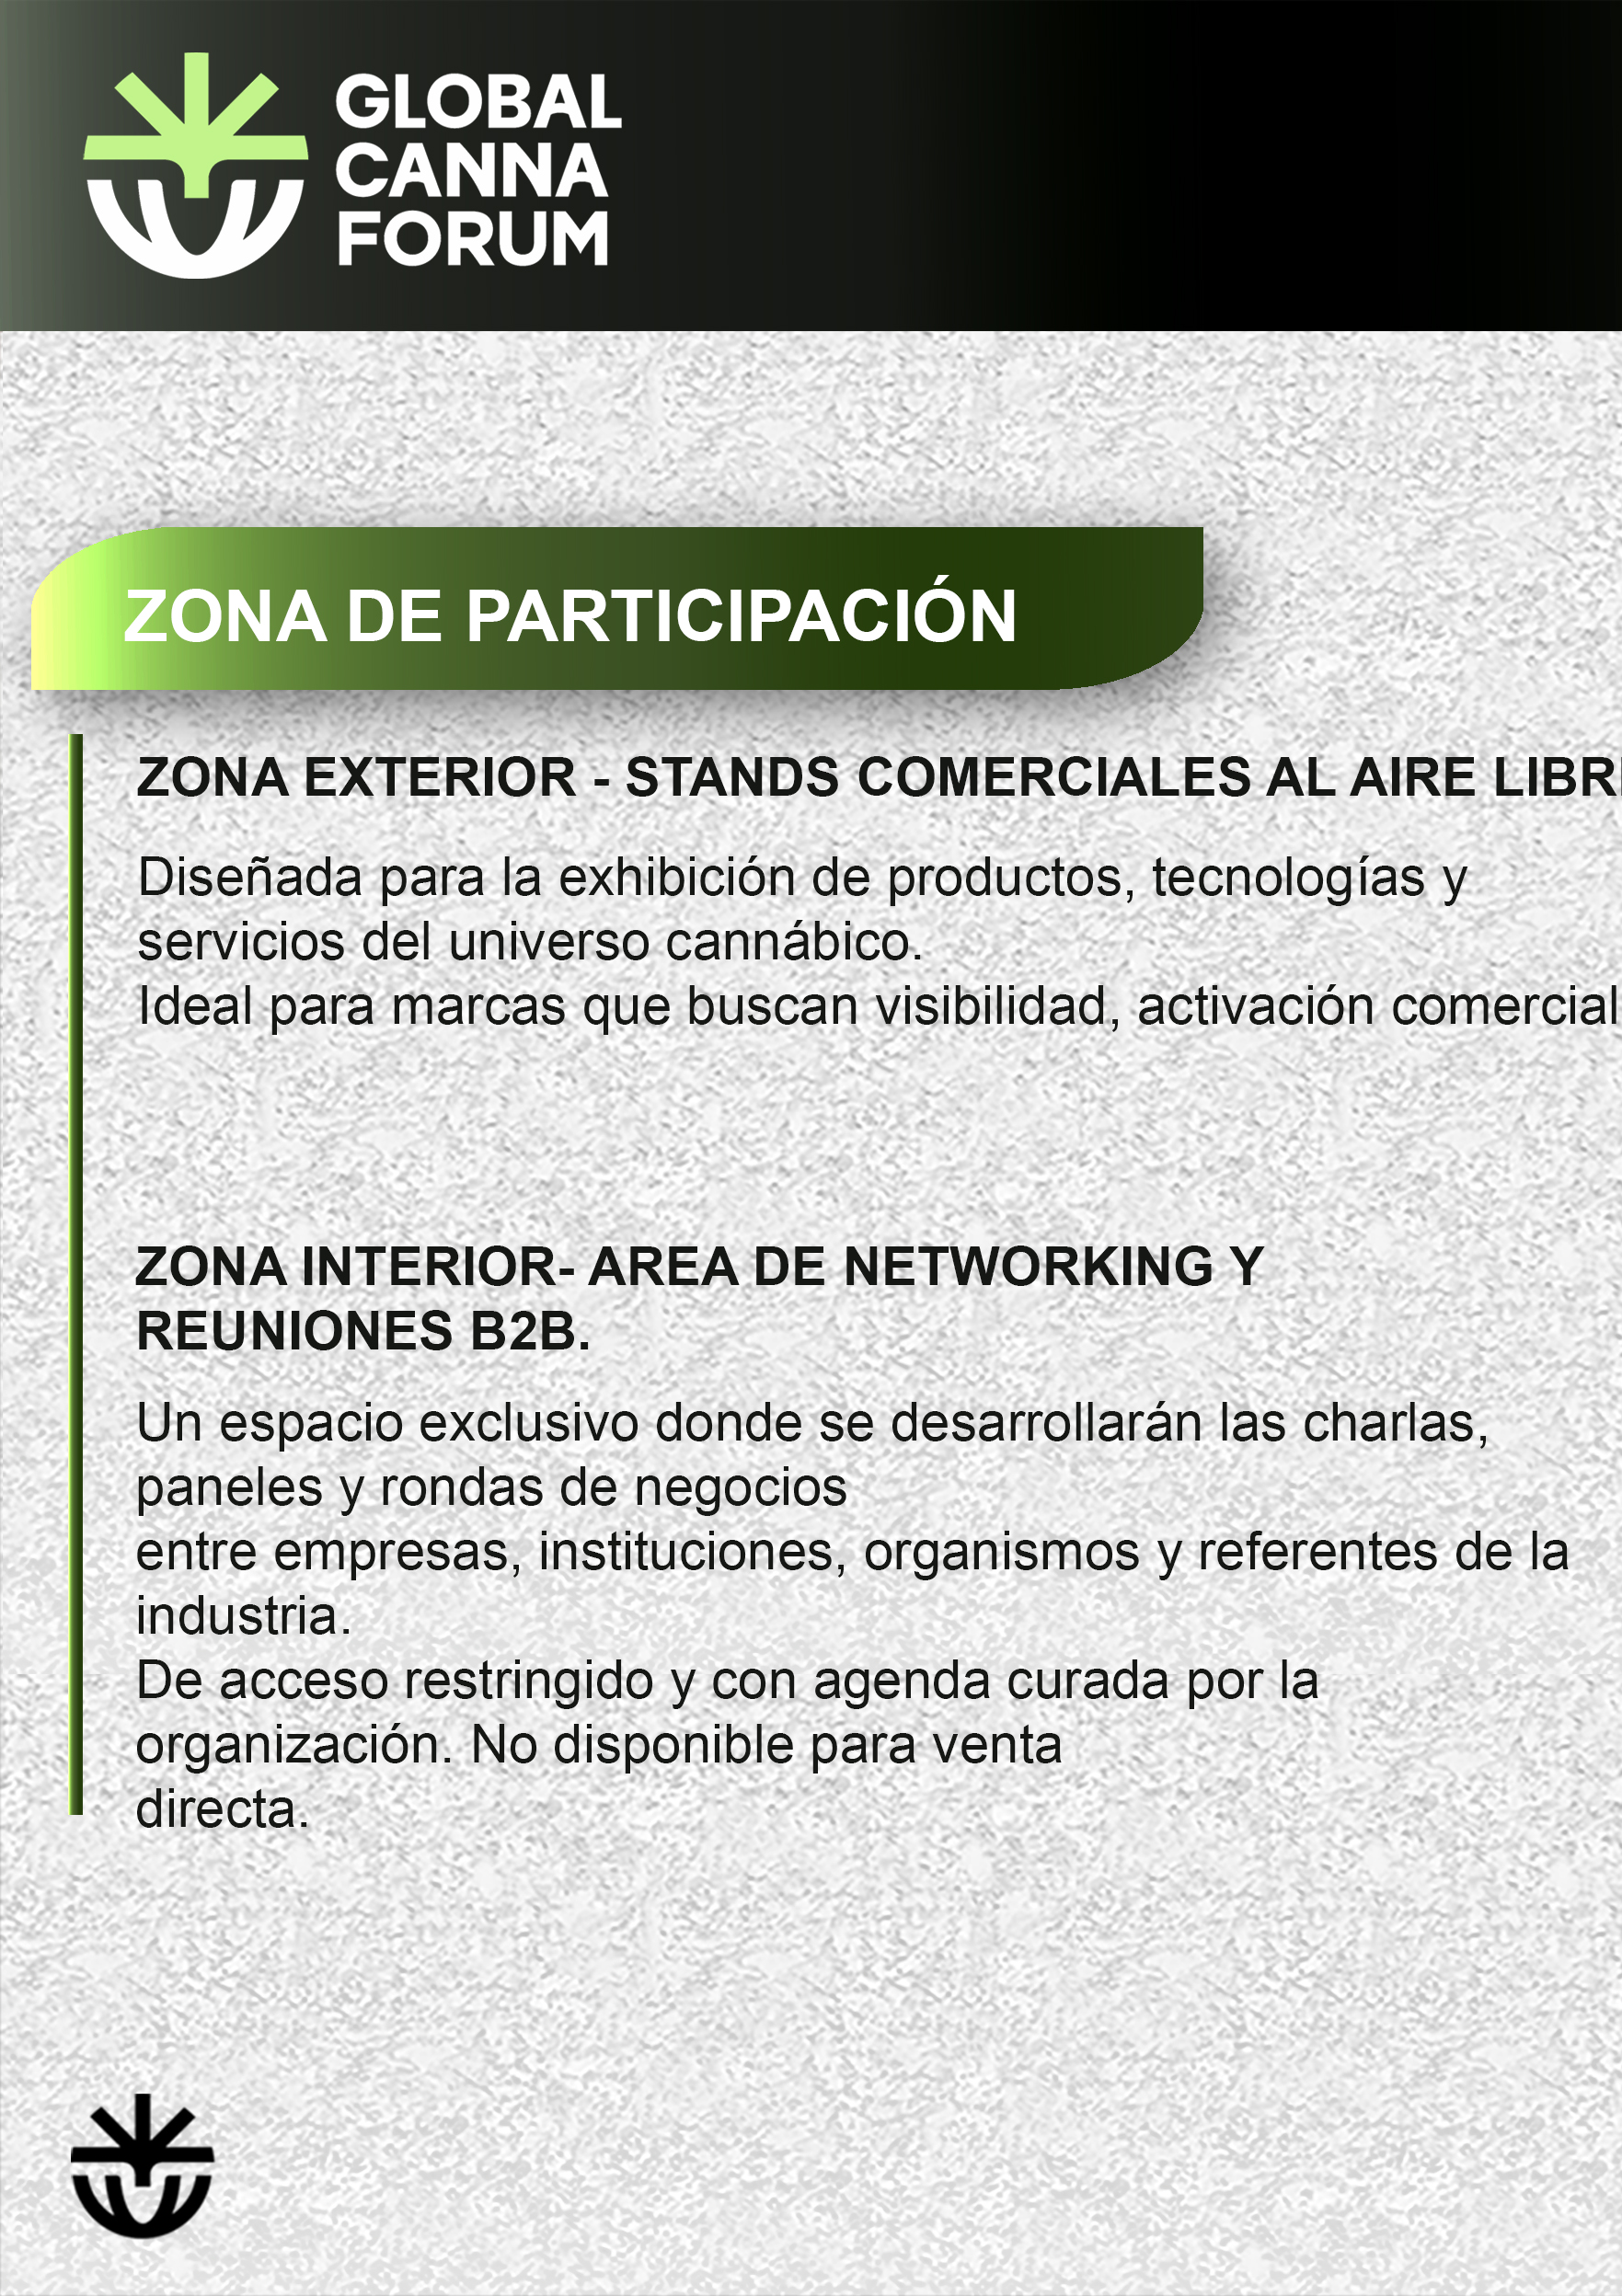 GLOBAL
CANNA
FORUM
ZONA DE PARTICIPACIÓN
ZONA EXTERIOR - STANDS COMERCIALES AL AIRE LIBR
Diseñada para la exhibición de productos, tecnologías y
servicios del universo cannábico.
Ideal para marcas que buscan visibilidad, activación comercial
ZONA INTERIOR- AREA DE NETWORKING Y
REUNIONES B2B.
Un espacio exclusivo donde se desarrollarán las charlas,
paneles y rondas de negocios
entre empresas, instituciones, organismos y referentes de la
industria.
De acceso restringido y con agenda curada por la
organización. No disponible para venta
directa.